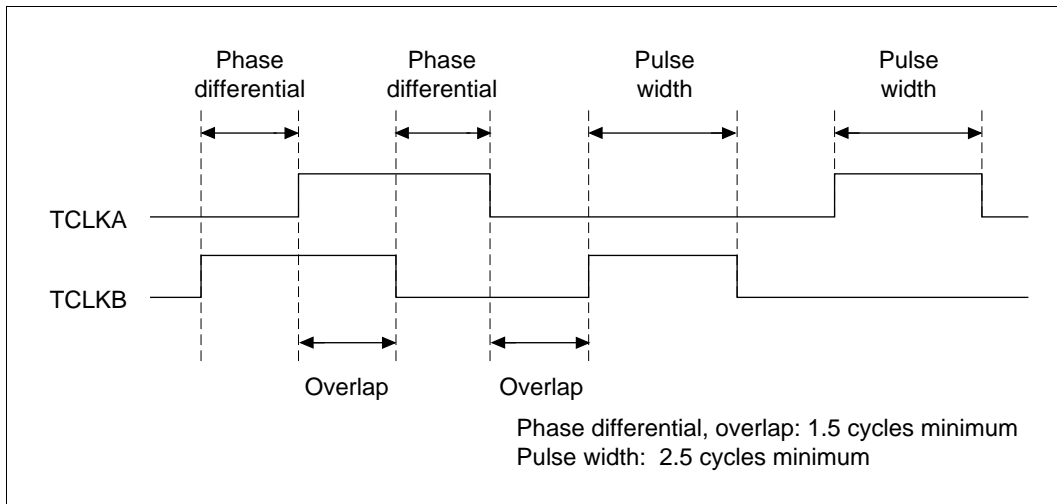 Phase
differential
Phase
differential
Pulse
width
Pulse
width
TCLKA
TCLKB
Overlap
Overlap
Phase differential, overlap: 1.5 cycles minimum
Pulse width:  2.5 cycles minimum